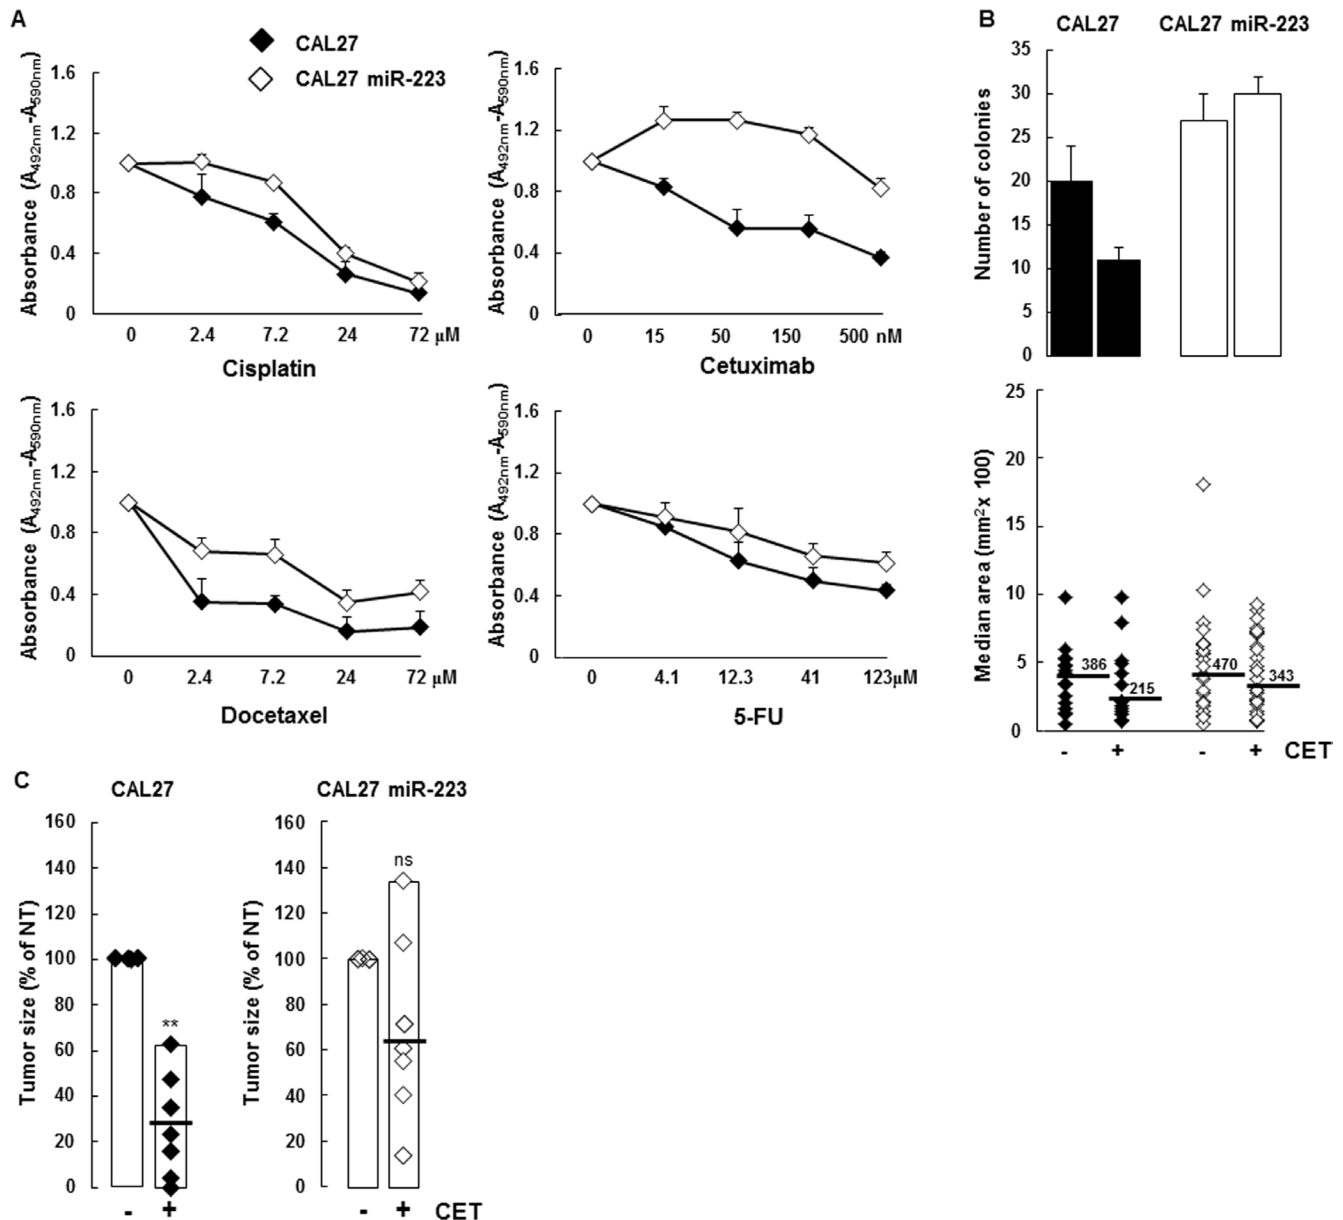 A
CAL27
CAL27 miR-223
Absorbance (A492nm-A590nm)
1.6
1.2
0.8
0.4
0
0 2.4 7.2 24 72 μM
Cisplatin
Absorbance (A492nm-A590nm)
1.6
1.2
0.8
0.4
0
0 15 50 150 500 nM
Cetuximab
Absorbance (A492nm-A590nm)
1.6
1.2
0.8
0.4
0
0 2.4 7.2 24 72 μM
Docetaxel
Absorbance (A492nm-A590nm)
1.6
1.2
0.8
0.4
0
0 4.1 12.3 41 123μM
5-FU
B
CAL27 CAL27 miR-223
Number of colonies
35
30
25
20
15
10
5
0
Median area (mm²x 100)
25
20
15
10
5
0
386
215
470
343
- + - + CET
C
CAL27
Tumor size (% of NT)
160
140
120
100
80
60
40
20
0
**
- +
CAL27 miR-223
Tumor size (% of NT)
160
140
120
100
80
60
40
20
0
ns
- + CET